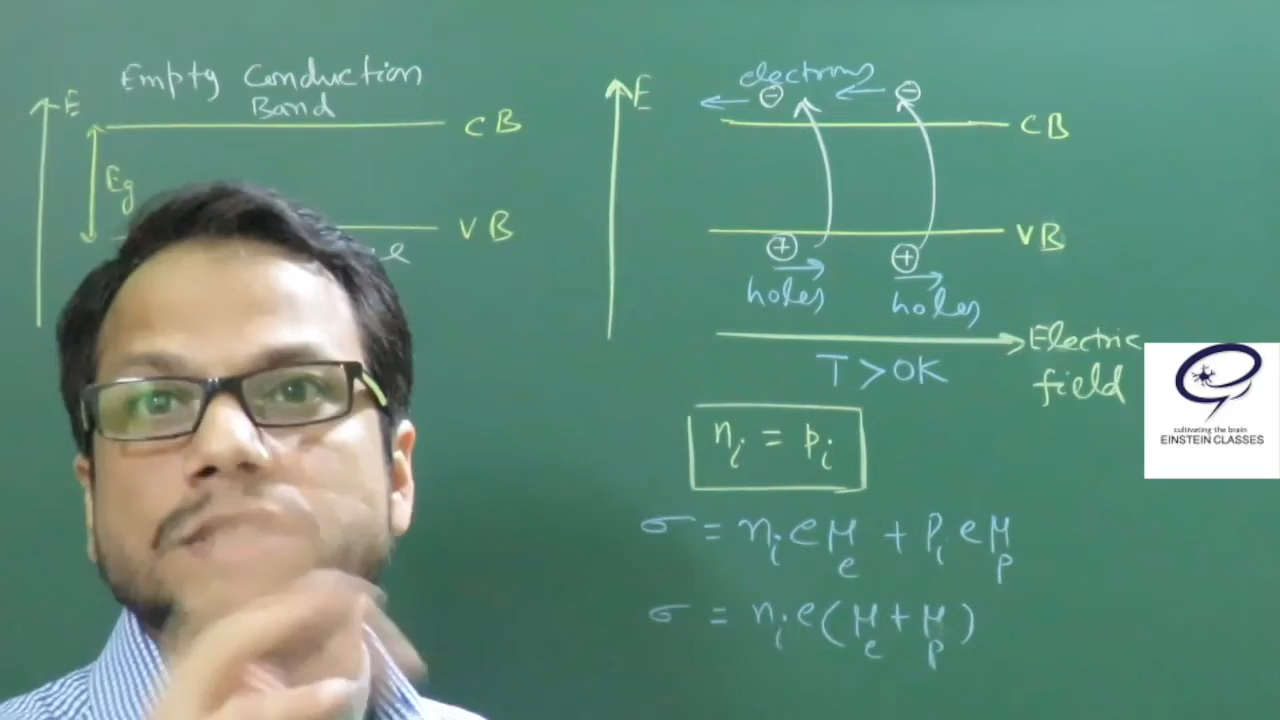 Empty Conduction
Band
E
CB
Eg
VB
electrons
E
⊖ ⊖
CB
VB
⊕ ⊕
holes holes
Electric
field
T > 0K
nᵢ = pᵢ
σ = nᵢ e μₑ + pᵢ e μₚ
σ = nᵢ e (μₑ + μₚ)
cultivating the brain
EINSTEIN CLASSES